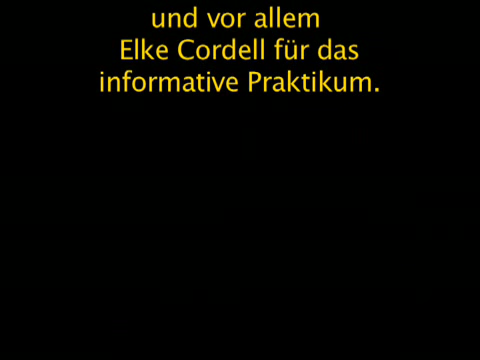 und vor allem
Elke Cordell für das
informative Praktikum.